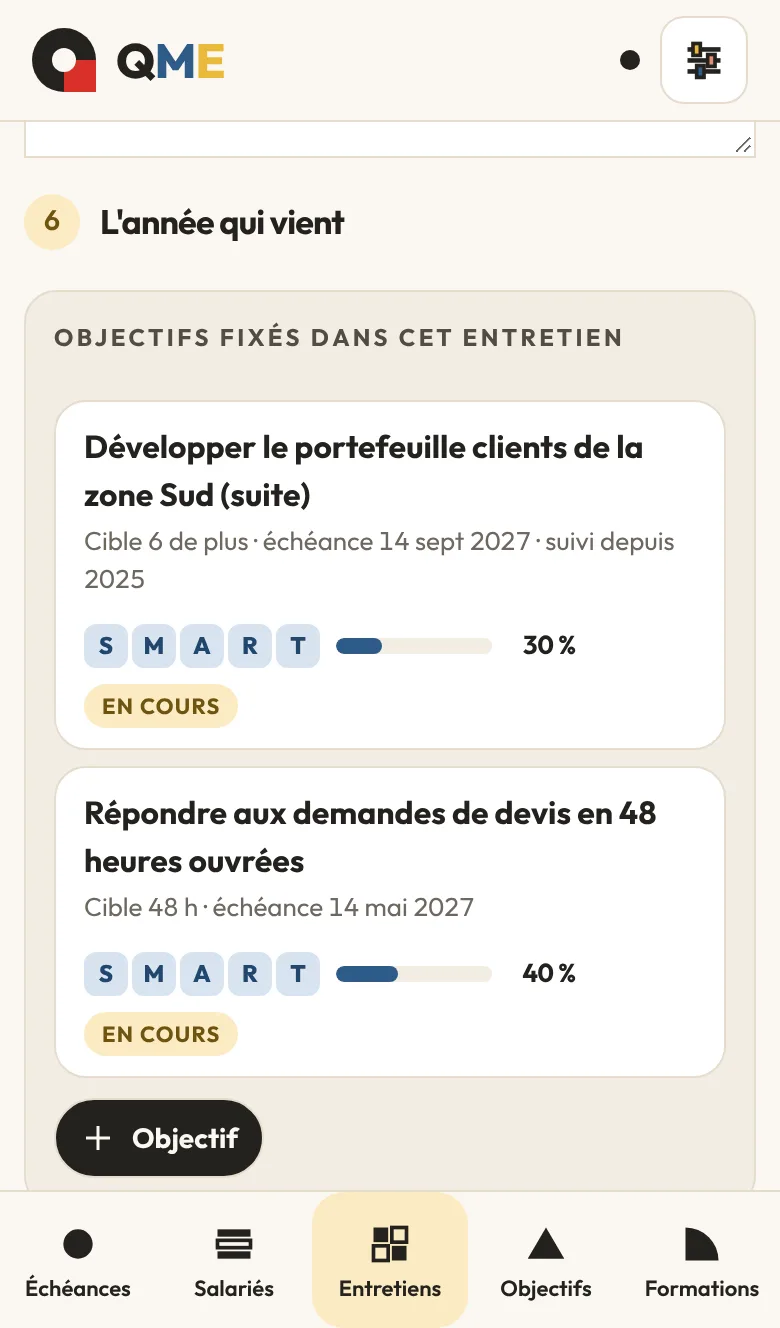 QME
6
L'année qui vient
OBJECTIFS FIXÉS DANS CET ENTRETIEN
Développer le portefeuille clients de la
zone Sud (suite)
Cible 6 de plus · échéance 14 sept 2027 · suivi depuis
2025
S M A R T 30 %
EN COURS
Répondre aux demandes de devis en 48
heures ouvrées
Cible 48 h · échéance 14 mai 2027
S M A R T 40 %
EN COURS
+ Objectif
Échéances Salariés Entretiens Objectifs Formations